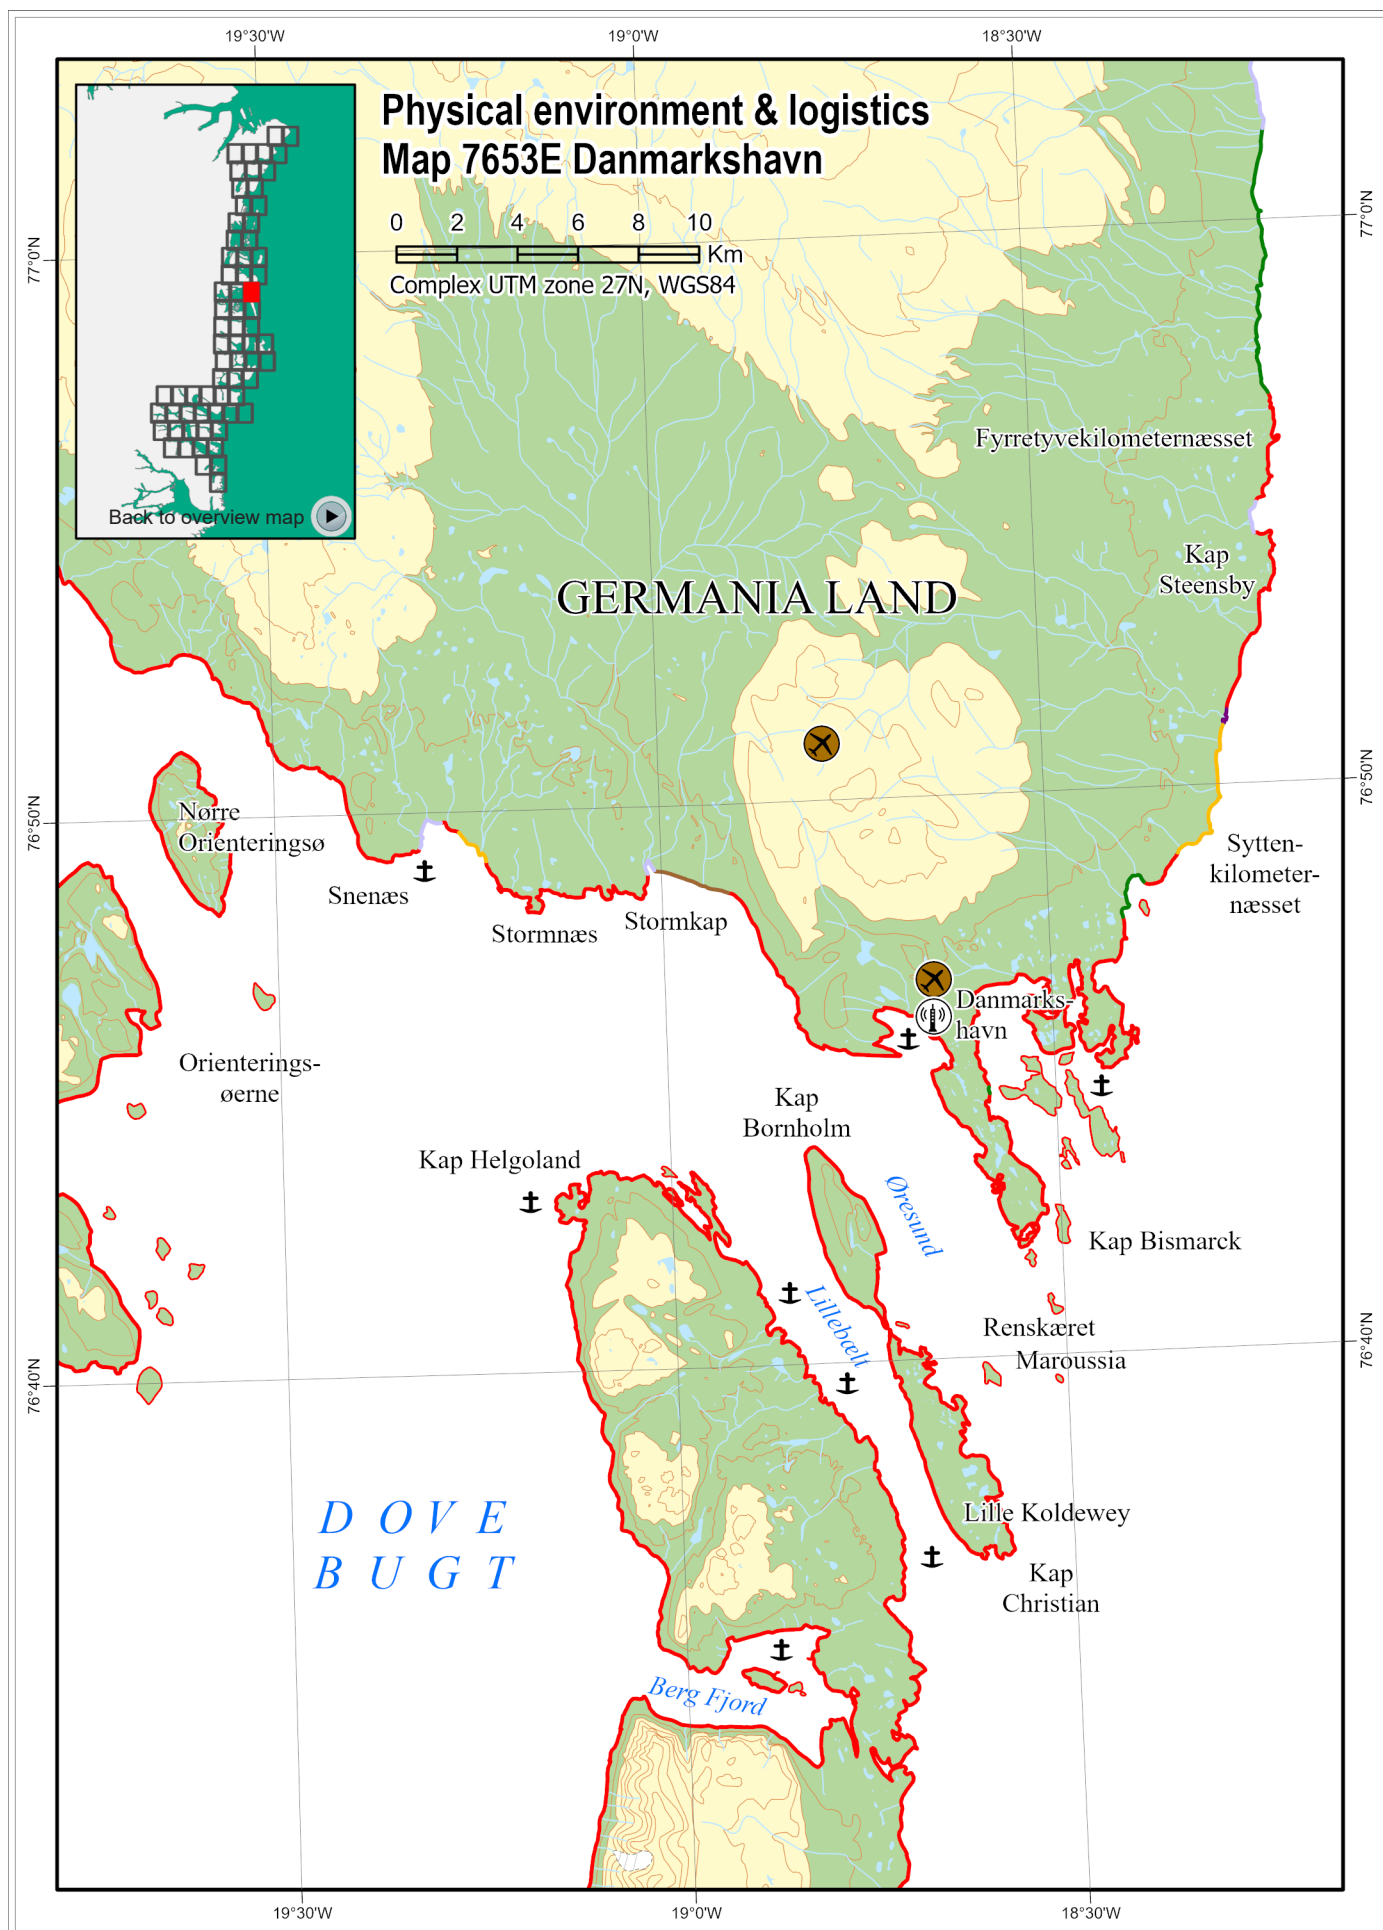 19°30'W
19°0'W
18°30'W
Physical environment & logistics
Map 7653E Danmarkshavn
0 2 4 6 8 10
Km
Complex UTM zone 27N, WGS84
Back to overview map
77°0'N
77°0'N
Fyrretyvekilometernæsset
Kap
Steensby
GERMANIA LAND
76°50'N
76°50'N
Nørre
Orienteringsø
Snenæs
Stormnæs
Stormkap
Sytten-
kilometer-
næsset
Danmarks-
havn
Orienterings-
øerne
Kap
Bornholm
Kap Helgoland
Øresund
Kap Bismarck
Lillebælt
Renskæret
Maroussia
76°40'N
76°40'N
DOVE
BUGT
Lille Koldewey
Kap
Christian
Berg Fjord
19°30'W
19°0'W
18°30'W